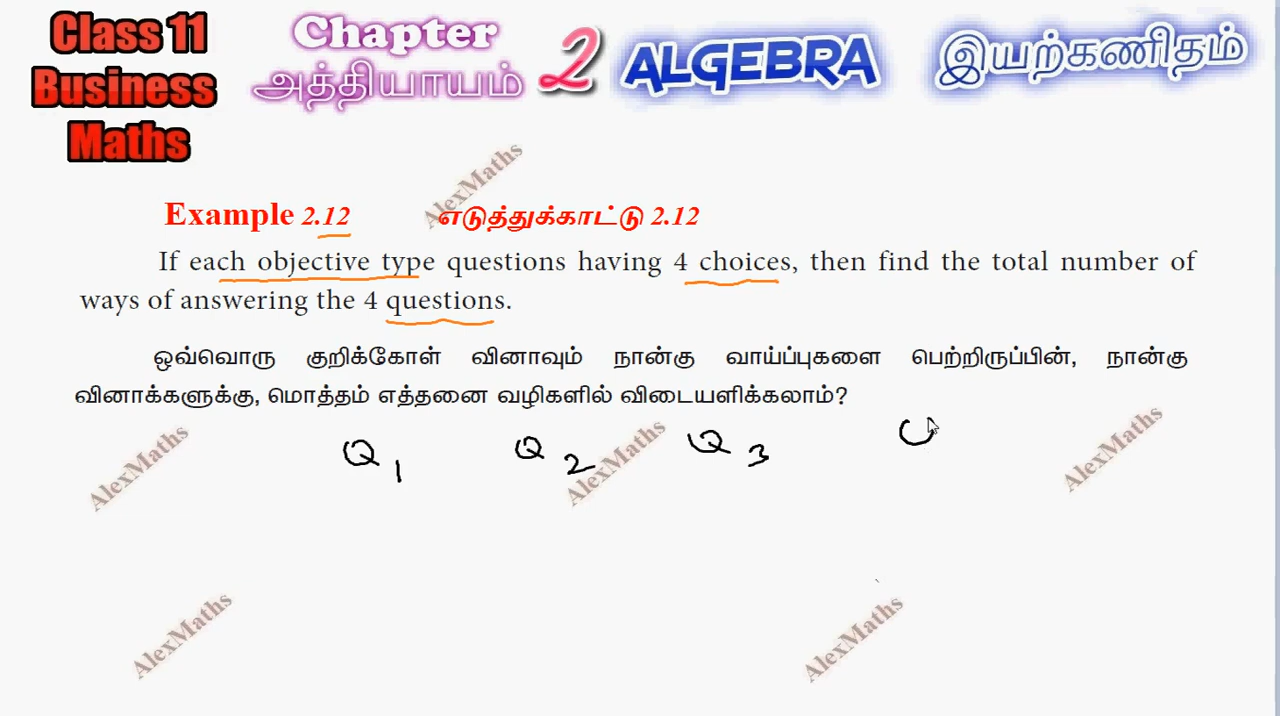 Class 11 Chapter 2 ALGEBRA இயற்கணிதம்
Business அத்தியாயம்
Maths
AlexMaths
Example 2.12 எடுத்துக்காட்டு 2.12
If each objective type questions having 4 choices, then find the total number of
ways of answering the 4 questions.
ஒவ்வொரு குறிக்கோள் வினாவும் நான்கு வாய்ப்புகளை பெற்றிருப்பின், நான்கு
வினாக்களுக்கு, மொத்தம் எத்தனை வழிகளில் விடையளிக்கலாம்?
Q1 Q2 Q3
AlexMaths AlexMaths AlexMaths
AlexMaths AlexMaths